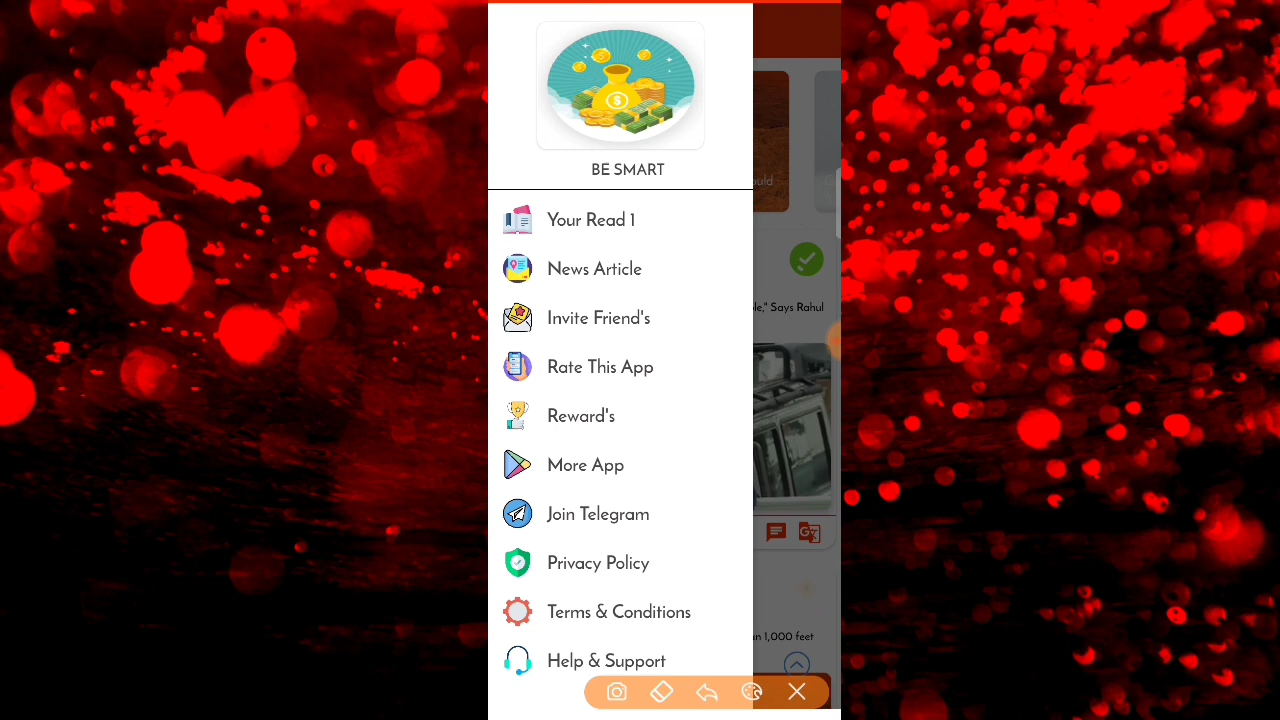 BE SMART
Your Read 1
News Article
Invite Friend's
Rate This App
Reward's
More App
Join Telegram
Privacy Policy
Terms & Conditions
Help & Support
ould
le," Says Rahul
n 1,000 feet